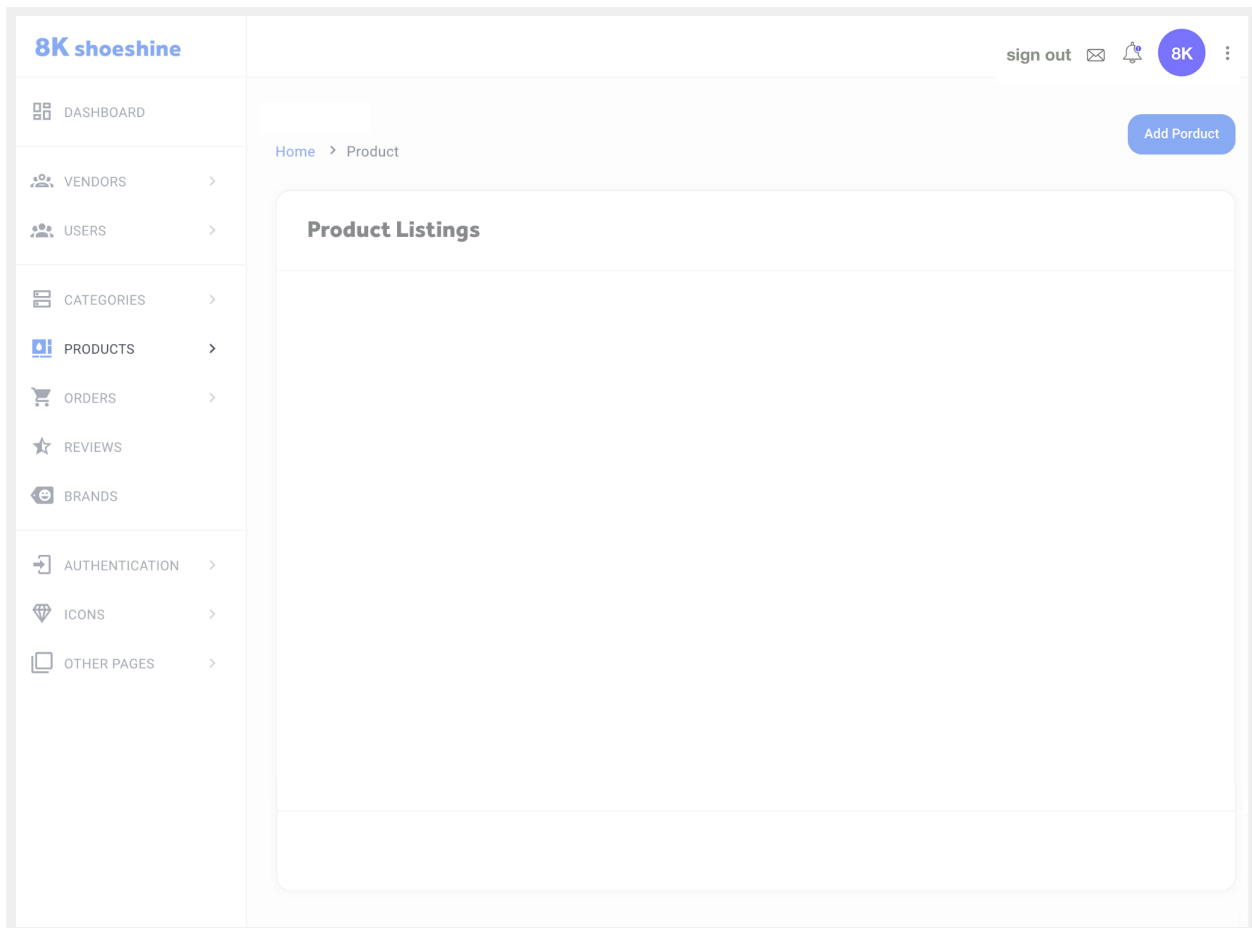 8K shoeshine
sign out
8K
DASHBOARD
Add Porduct
Home > Product
VENDORS
USERS
Product Listings
CATEGORIES
PRODUCTS
ORDERS
REVIEWS
BRANDS
AUTHENTICATION
ICONS
OTHER PAGES